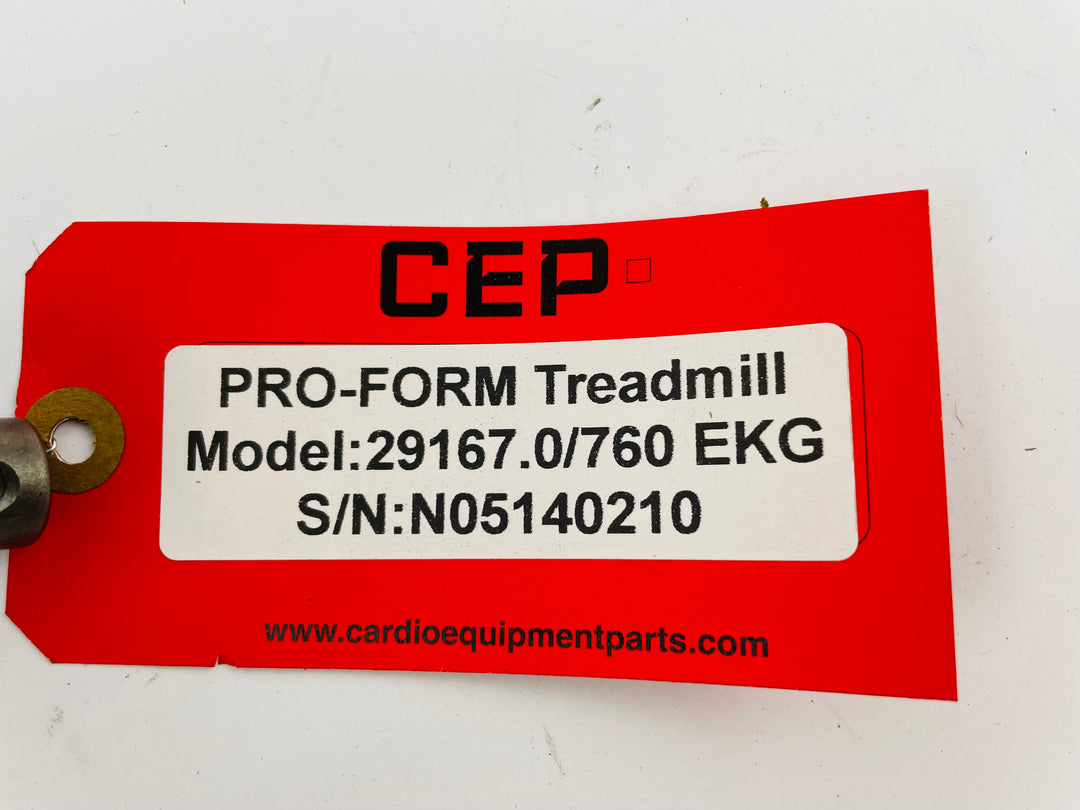 CEP
PRO-FORM Treadmill
Model:29167.0/760 EKG
S/N:N05140210
www.cardioequipmentparts.com